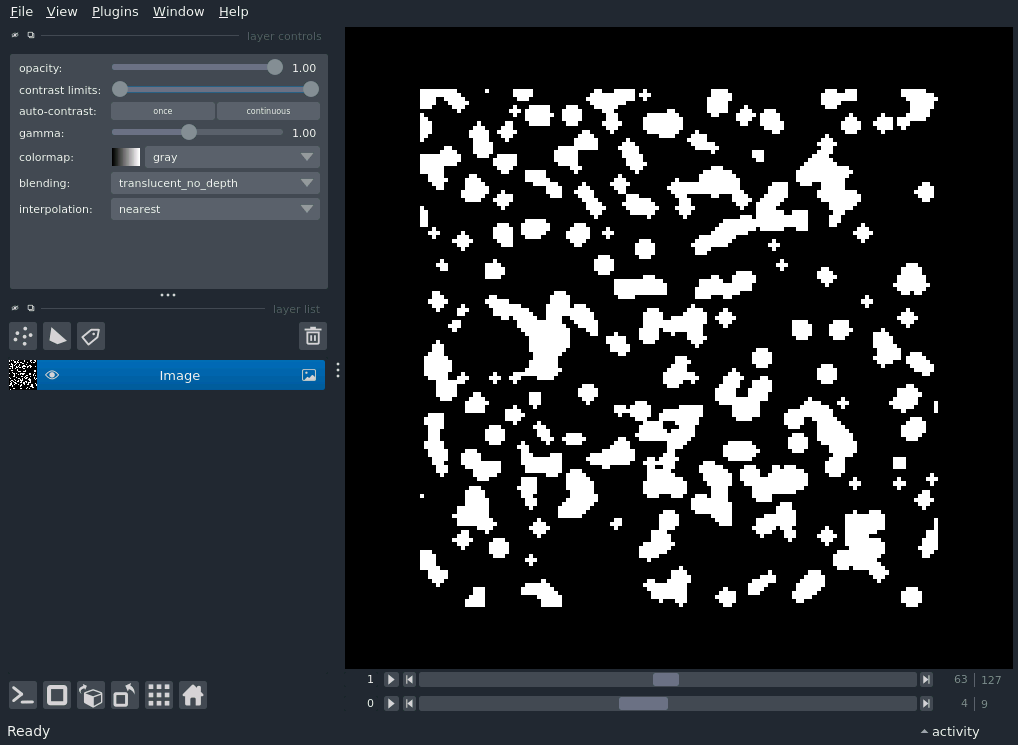 File View Plugins Window Help
layer controls
opacity: 1.00
contrast limits:
auto-contrast: once continuous
gamma: 1.00
colormap: gray
blending: translucent_no_depth
interpolation: nearest
layer list
Image
1 63 127
0 4 9
Ready activity